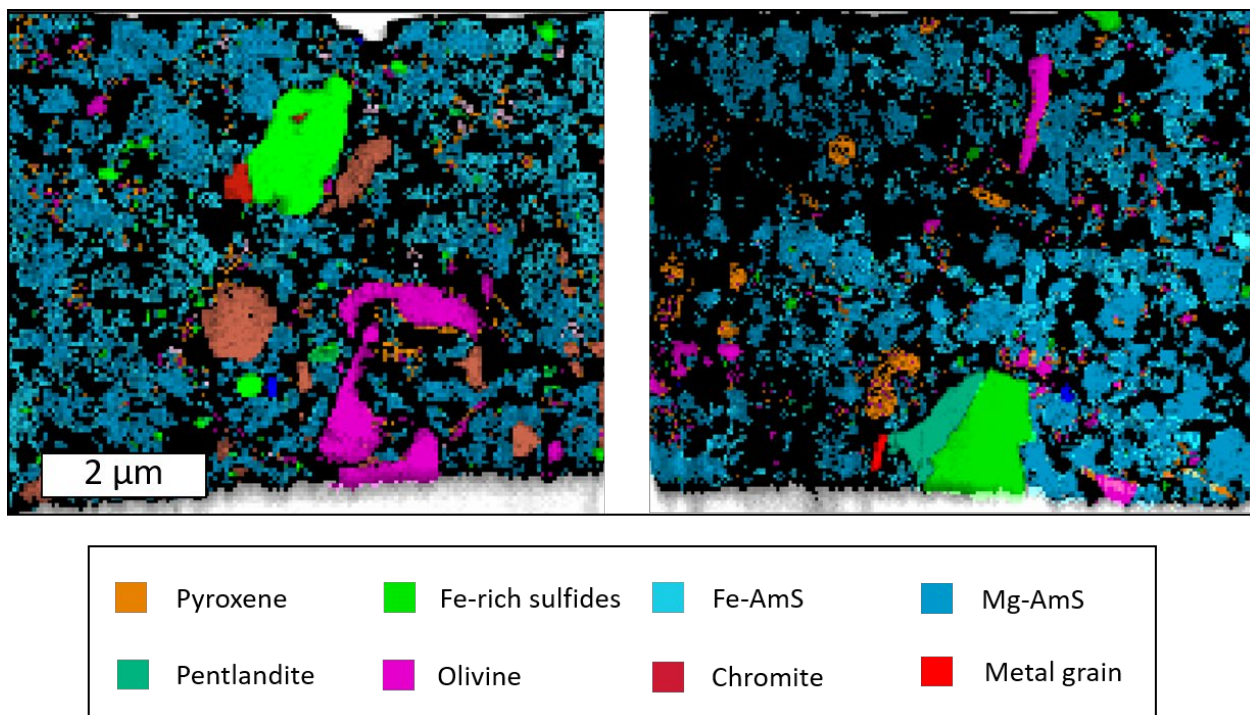 2 μm
Pyroxene Fe-rich sulfides Fe-AmS Mg-AmS
Pentlandite Olivine Chromite Metal grain